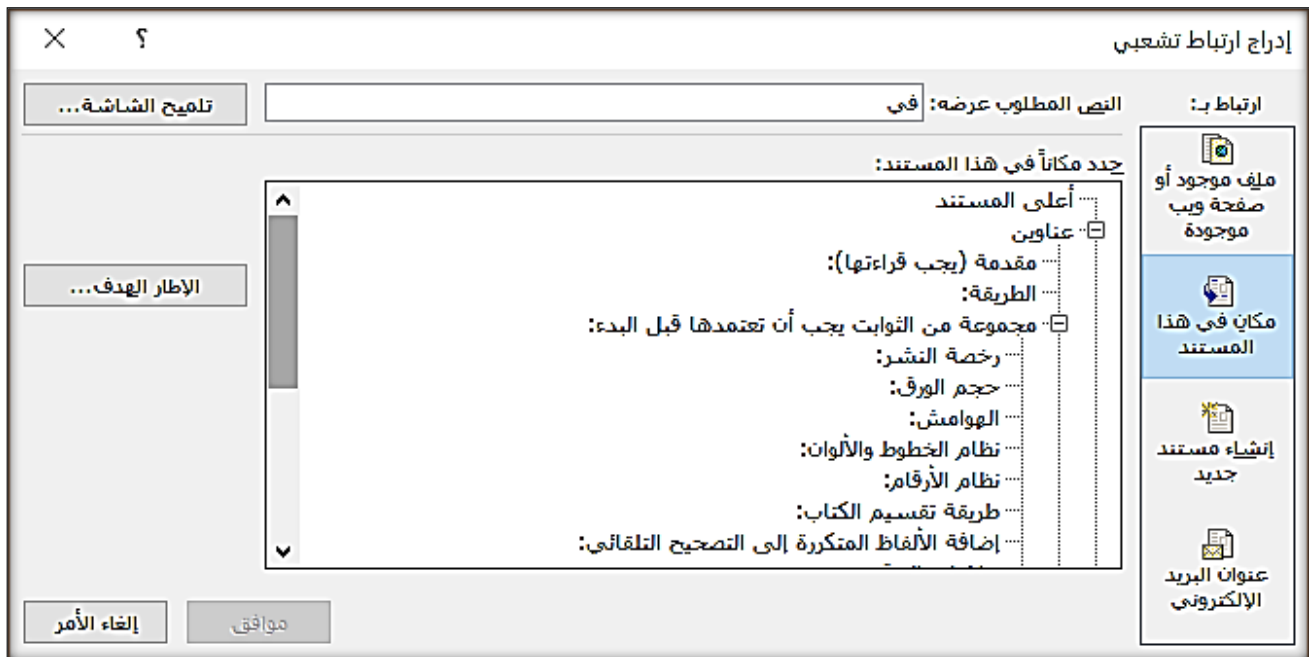 إدراج ارتباط تشعبي
؟
ارتباط بـ:
النص المطلوب عرضه: في
تلميح الشاشة...
ملف موجود أو
صفحة ويب
موجودة
مكان في هذا
المستند
إنشاء مستند
جديد
عنوان البريد
الإلكتروني
حدد مكاناً في هذا المستند:
أعلى المستند
عناوين
مقدمة (يجب قراءتها):
الطريقة:
مجموعة من الثوابت يجب أن تعتمدها قبل البدء:
رخصة النشر:
حجم الورق:
الهوامش:
نظام الخطوط والألوان:
نظام الأرقام:
طريقة تقسيم الكتاب:
إضافة الألفاظ المتكررة إلى التصحيح التلقائي:
الإطار الهدف...
موافق
إلغاء الأمر